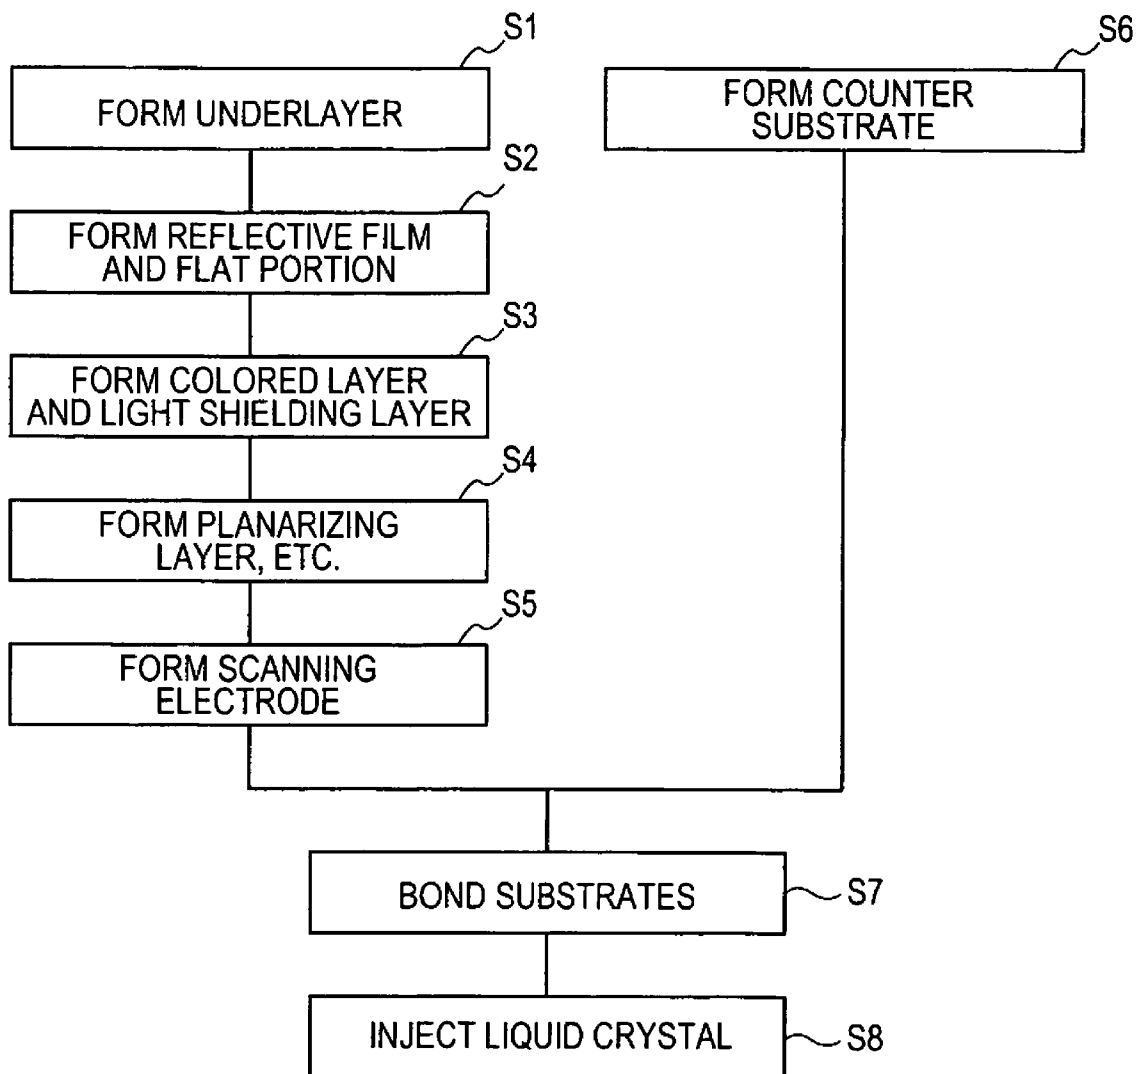 S1
FORM UNDERLAYER
S2
FORM REFLECTIVE FILM
AND FLAT PORTION
S3
FORM COLORED LAYER
AND LIGHT SHIELDING LAYER
S4
FORM PLANARIZING
LAYER, ETC.
S5
FORM SCANNING
ELECTRODE
S6
FORM COUNTER
SUBSTRATE
BOND SUBSTRATES
S7
INJECT LIQUID CRYSTAL
S8